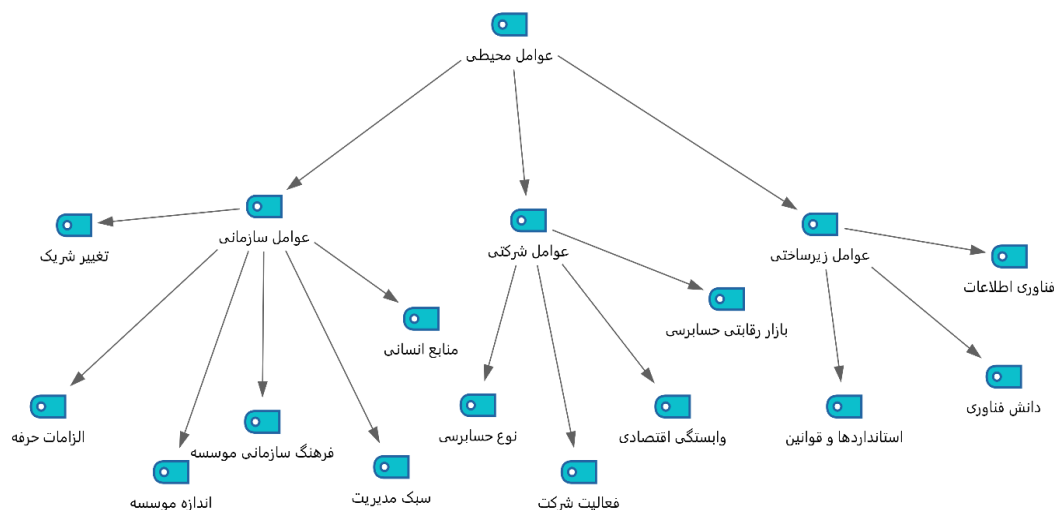 عوامل محیطی
عوامل سازمانی
عوامل شرکتی
عوامل زیرساختی
تغییر شریک
فناوری اطلاعات
بازار رقابتی حسابرسی
منابع انسانی
دانش فناوری
الزامات حرفه
فرهنگ سازمانی موسسه
نوع حسابرسی
وابستگی اقتصادی
استانداردها و قوانین
اندازه موسسه
سبک مدیریت
فعالیت شرکت